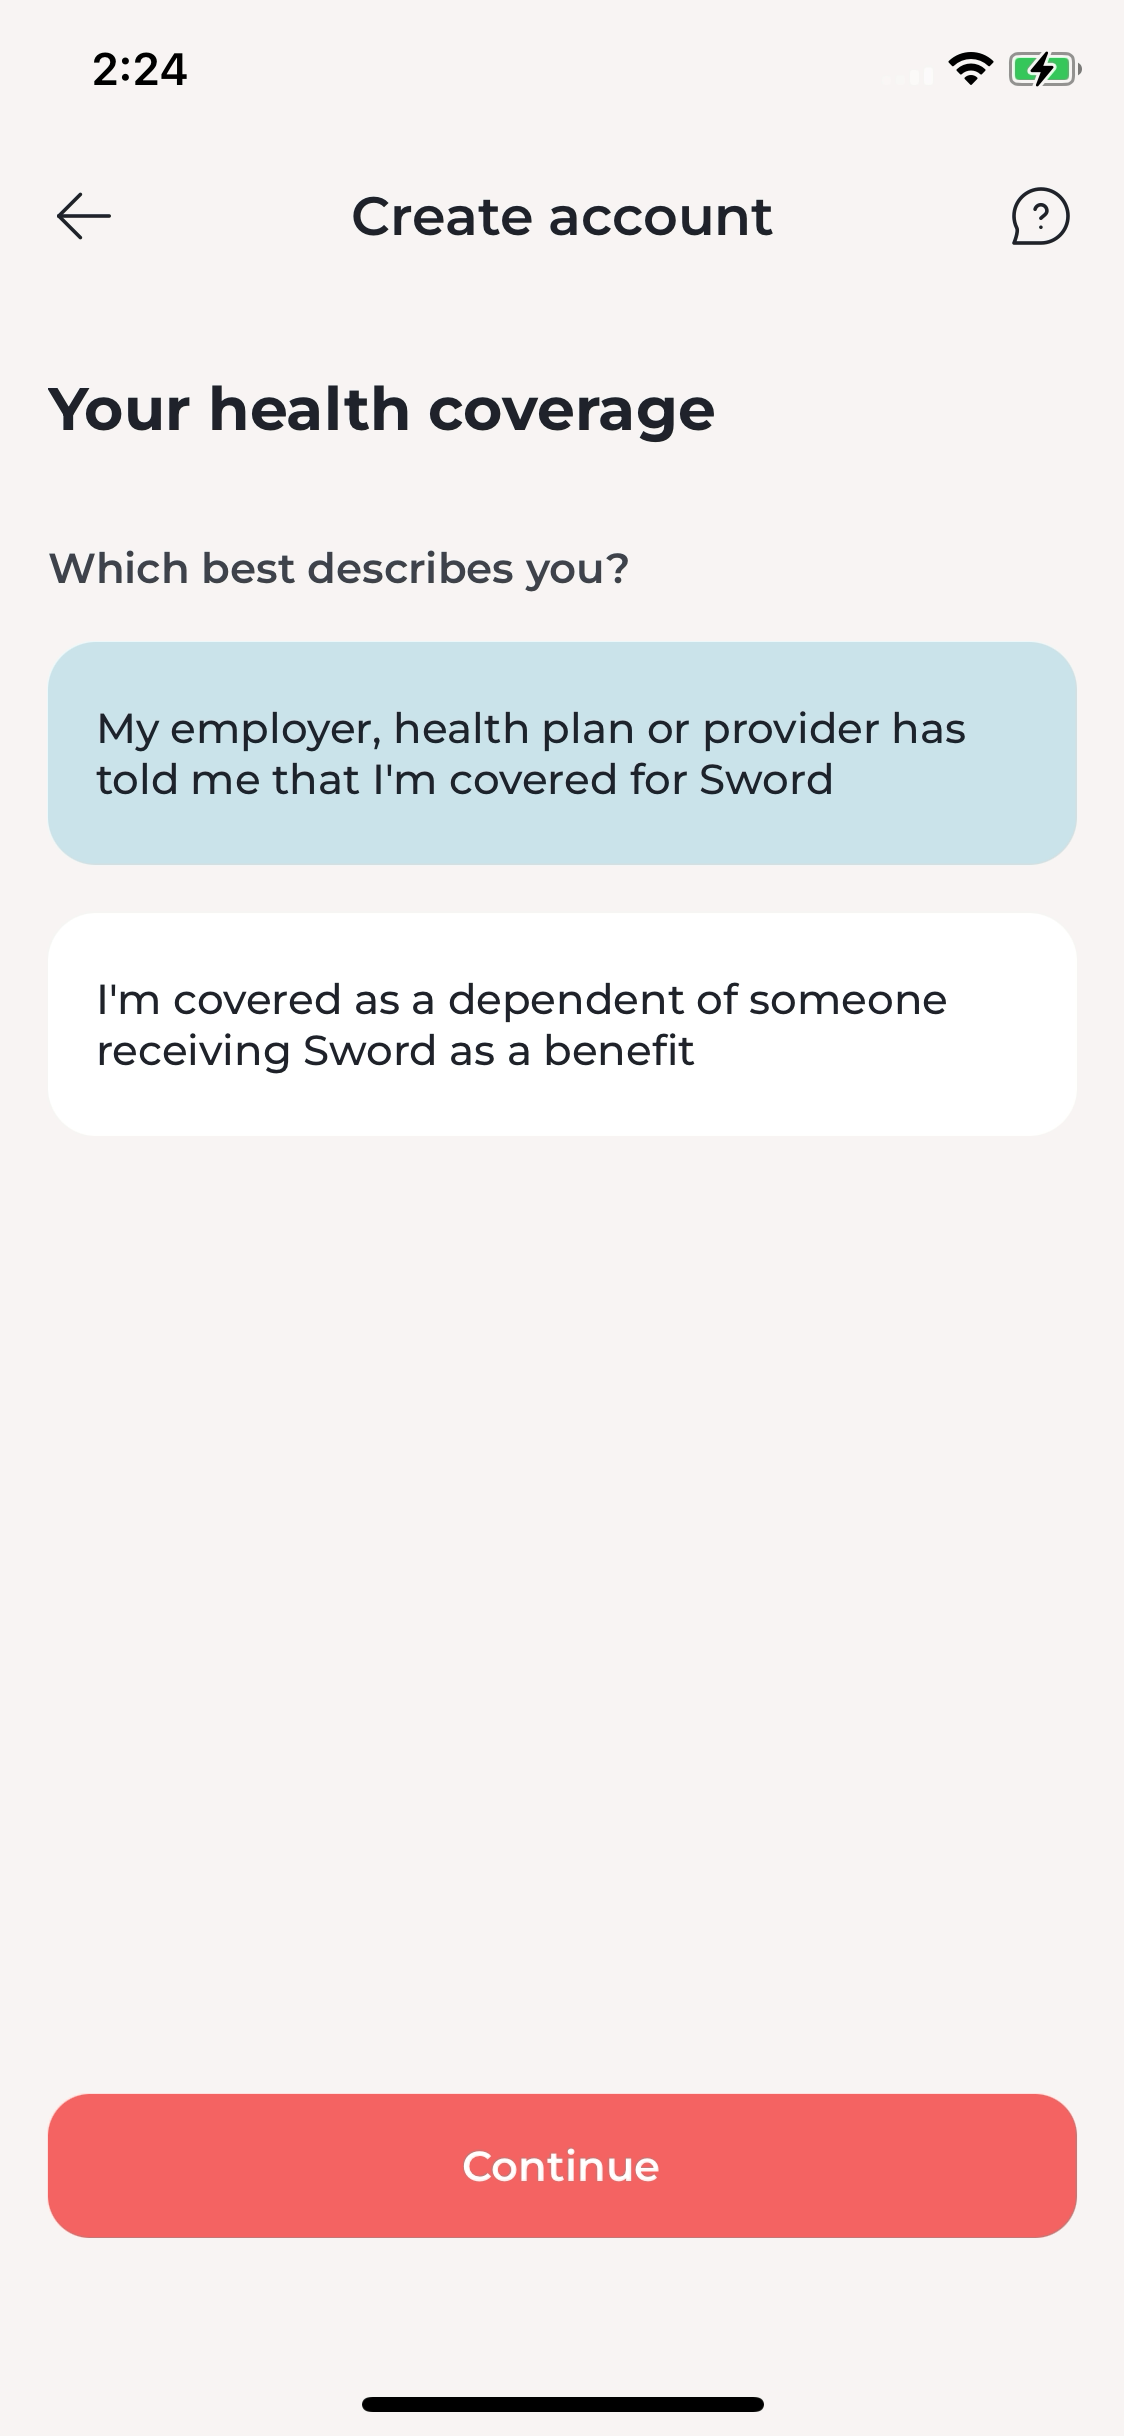 2:24
Create account
?
Your health coverage
Which best describes you?
My employer, health plan or provider has
told me that I'm covered for Sword
I'm covered as a dependent of someone
receiving Sword as a benefit
Continue